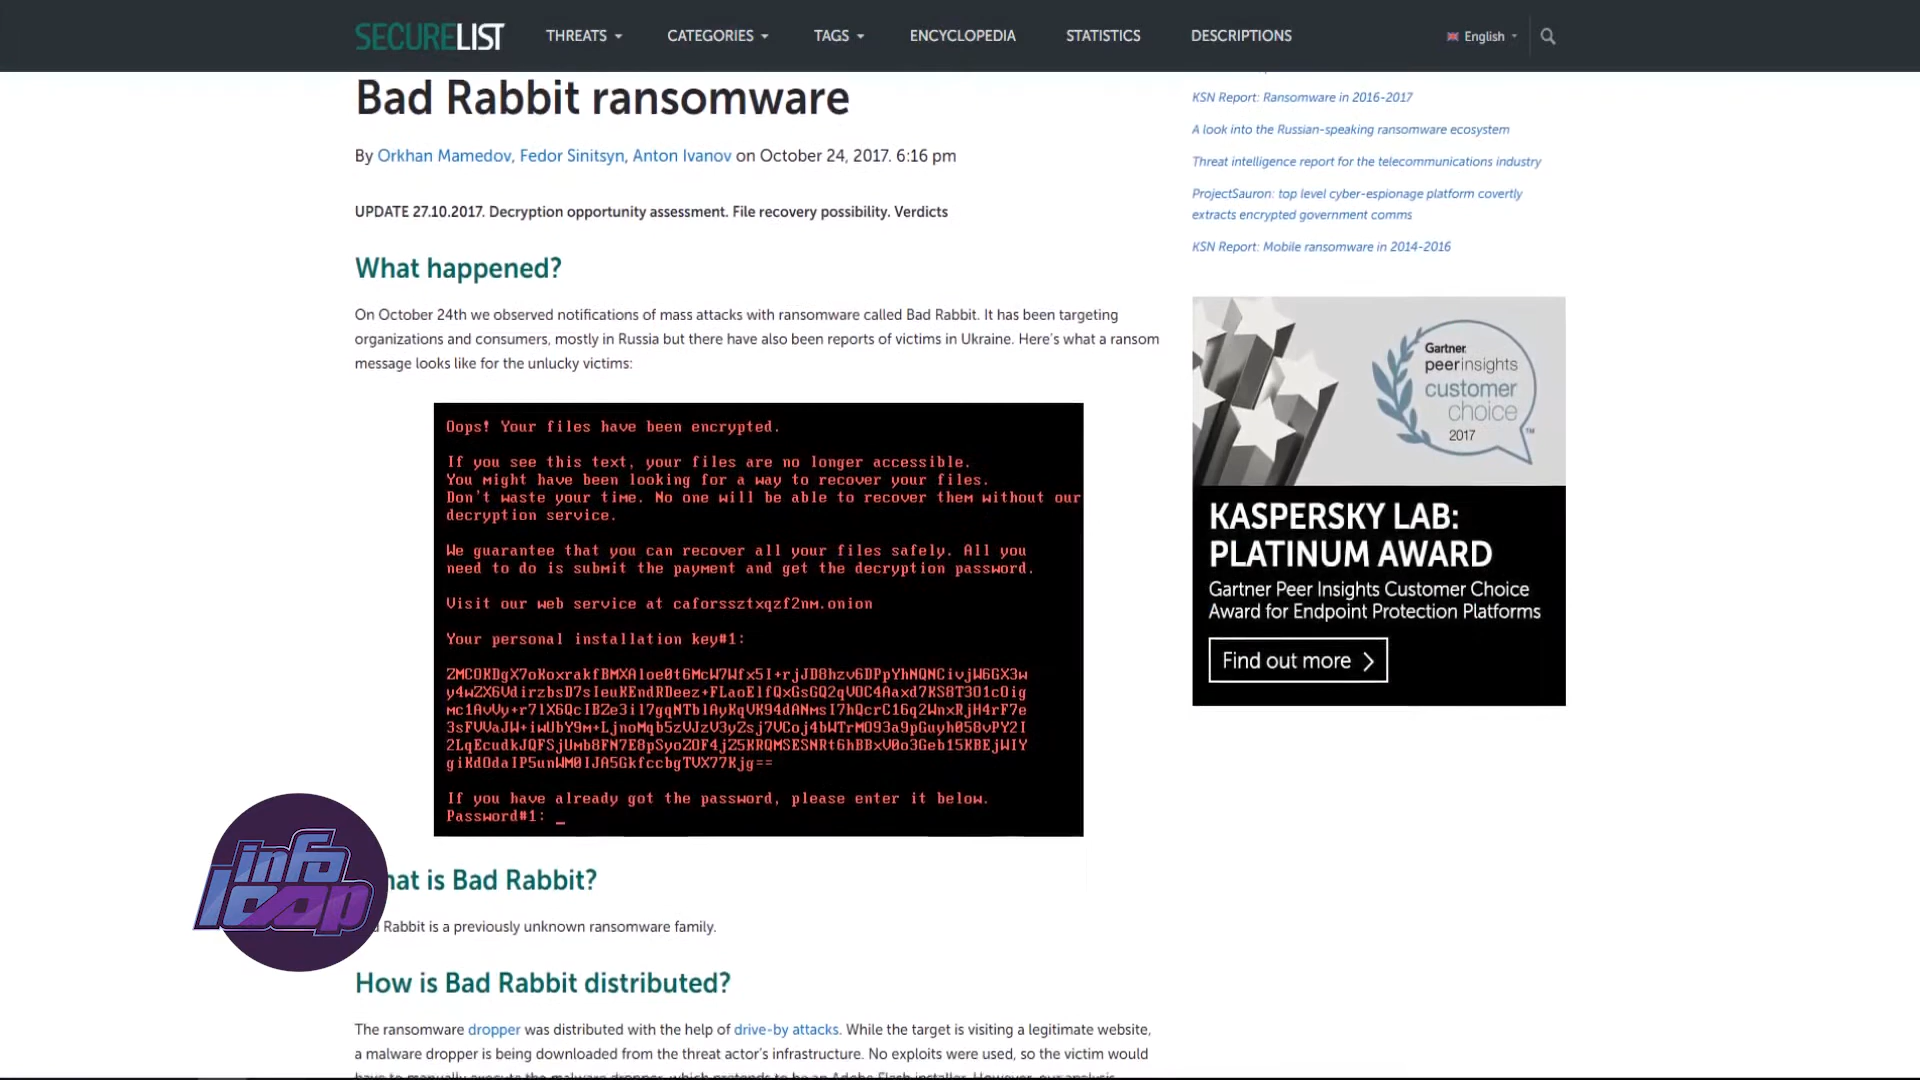 SECURELIST THREATS CATEGORIES TAGS ENCYCLOPEDIA STATISTICS DESCRIPTIONS English
Bad Rabbit ransomware
By Orkhan Mamedov, Fedor Sinitsyn, Anton Ivanov on October 24, 2017. 6:16 pm
UPDATE 27.10.2017. Decryption opportunity assessment. File recovery possibility. Verdicts
What happened?
On October 24th we observed notifications of mass attacks with ransomware called Bad Rabbit. It has been targeting
organizations and consumers, mostly in Russia but there have also been reports of victims in Ukraine. Here's what a ransom
message looks like for the unlucky victims:
Oops! Your files have been encrypted.
If you see this text, your files are no longer accessible.
You might have been looking for a way to recover your files.
Don't waste your time. No one will be able to recover them without our
decryption service.
We guarantee that you can recover all your files safely. All you
need to do is submit the payment and get the decryption password.
Visit our web service at caforssztxqzf2nm.onion
Your personal installation key#1:
If you have already got the password, please enter it below.
Password#1: _
info
loop
hat is Bad Rabbit?
Rabbit is a previously unknown ransomware family.
How is Bad Rabbit distributed?
The ransomware dropper was distributed with the help of drive-by attacks. While the target is visiting a legitimate website,
a malware dropper is being downloaded from the threat actor's infrastructure. No exploits were used, so the victim would
KSN Report: Ransomware in 2016-2017
A look into the Russian-speaking ransomware ecosystem
Threat intelligence report for the telecommunications industry
ProjectSauron: top level cyber-espionage platform covertly
extracts encrypted government comms
KSN Report: Mobile ransomware in 2014-2016
Gartner
peerinsights
customer
choice
2017
TM
KASPERSKY LAB:
PLATINUM AWARD
Gartner Peer Insights Customer Choice
Award for Endpoint Protection Platforms
Find out more